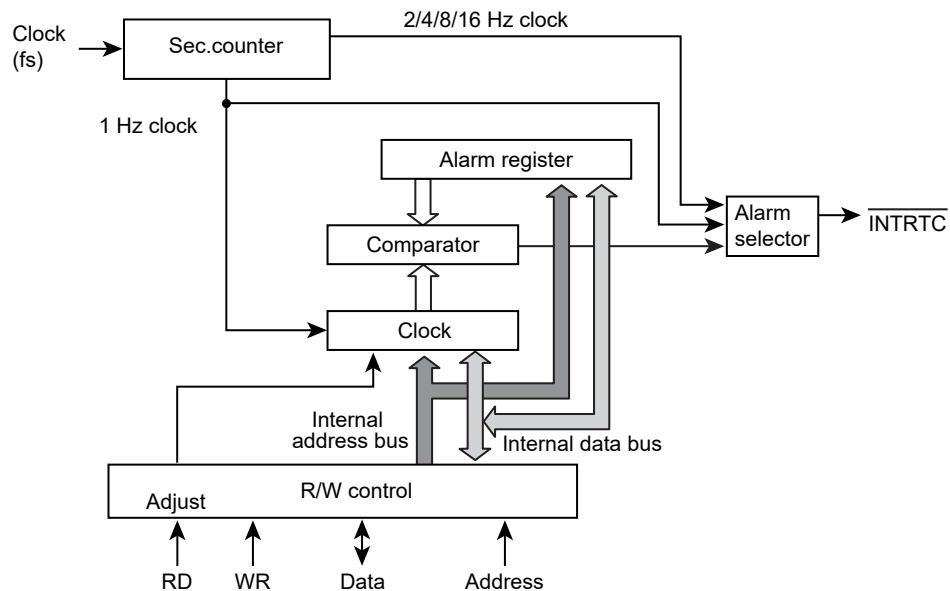 2/4/8/16 Hz clock
Clock
(fs)
Sec.counter
1 Hz clock
Alarm register
Alarm
selector
INTRTC
Comparator
Clock
Internal
address bus
Internal data bus
R/W control
Adjust
RD
WR
Data
Address